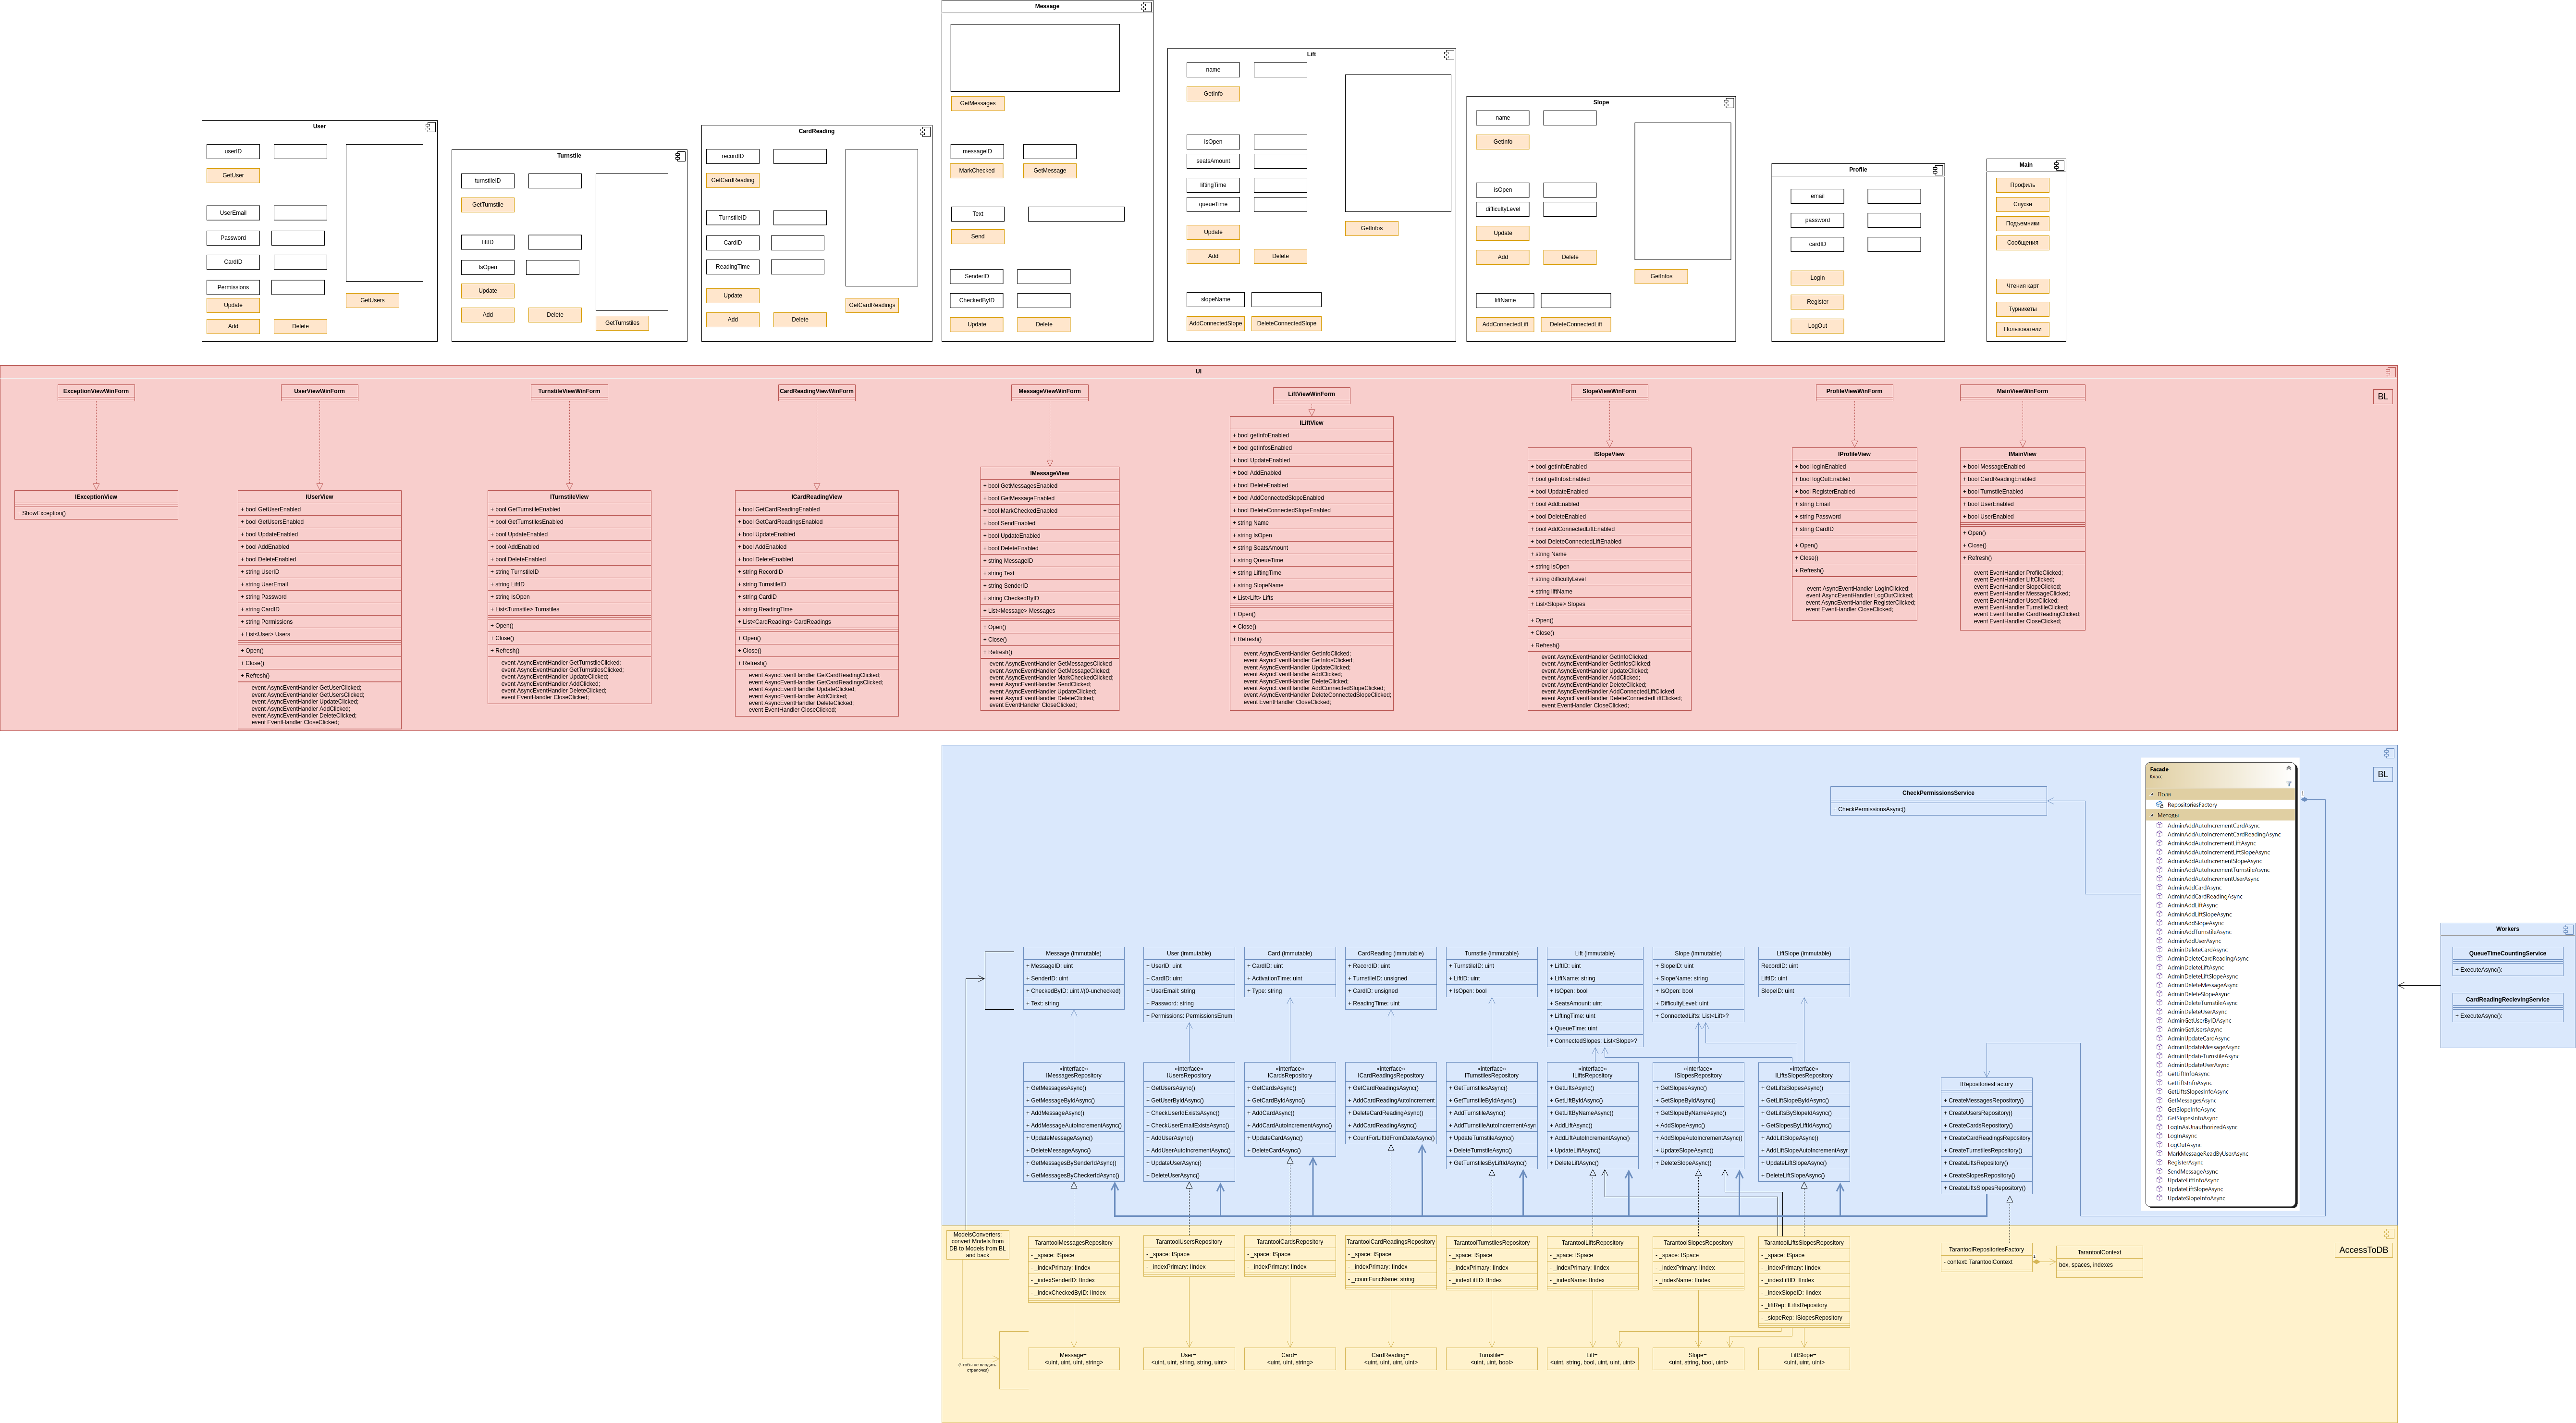 Message
GetMessages
messageID
MarkChecked
GetMessage
Text
Send
SenderID
CheckedByID
Update
Delete
Lift
name
GetInfo
isOpen
seatsAmount
liftingTime
queueTime
Update
Add
Delete
slopeName
AddConnectedSlope
DeleteConnectedSlope
GetInfos
Slope
name
GetInfo
isOpen
difficultyLevel
Update
Add
Delete
liftName
AddConnectedLift
DeleteConnectedLift
GetInfos
User
userID
GetUser
UserEmail
Password
CardID
Permissions
Update
Add
Delete
GetUsers
Turnstile
turnstileID
GetTurnstile
liftID
IsOpen
Update
Add
Delete
GetTurnstiles
CardReading
recordID
GetCardReading
TurnstileID
CardID
ReadingTime
Update
Add
Delete
GetCardReadings
Profile
email
password
cardID
LogIn
Register
LogOut
Main
Профиль
Спуски
Подъемники
Сообщения
Чтения карт
Турникеты
Пользователи
UI
BL
ExceptionViewWinForm
UserViewWinForm
TurnstileViewWinForm
CardReadingViewWinForm
MessageViewWinForm
LiftViewWinForm
SlopeViewWinForm
ProfileViewWinForm
MainViewWinForm
IExceptionView
+ ShowException()
IUserView
+ bool GetUserEnabled
+ bool GetUsersEnabled
+ bool UpdateEnabled
+ bool AddEnabled
+ bool DeleteEnabled
+ string UserID
+ string UserEmail
+ string Password
+ string CardID
+ string Permissions
+ List<User> Users
+ Open()
+ Close()
+ Refresh()
event AsyncEventHandler GetUserClicked;
event AsyncEventHandler GetUsersClicked;
event AsyncEventHandler UpdateClicked;
event AsyncEventHandler AddClicked;
event AsyncEventHandler DeleteClicked;
event EventHandler CloseClicked;
ITurnstileView
+ bool GetTurnstileEnabled
+ bool GetTurnstilesEnabled
+ bool UpdateEnabled
+ bool AddEnabled
+ bool DeleteEnabled
+ string TurnstileID
+ string LiftID
+ string IsOpen
+ List<Turnstile> Turnstiles
+ Open()
+ Close()
+ Refresh()
event AsyncEventHandler GetTurnstileClicked;
event AsyncEventHandler GetTurnstilesClicked;
event AsyncEventHandler UpdateClicked;
event AsyncEventHandler AddClicked;
event AsyncEventHandler DeleteClicked;
event EventHandler CloseClicked;
ICardReadingView
+ bool GetCardReadingEnabled
+ bool GetCardReadingsEnabled
+ bool UpdateEnabled
+ bool AddEnabled
+ bool DeleteEnabled
+ string RecordID
+ string TurnstileID
+ string CardID
+ string ReadingTime
+ List<CardReading> CardReadings
+ Open()
+ Close()
+ Refresh()
event AsyncEventHandler GetCardReadingClicked;
event AsyncEventHandler GetCardReadingsClicked;
event AsyncEventHandler UpdateClicked;
event AsyncEventHandler AddClicked;
event AsyncEventHandler DeleteClicked;
event EventHandler CloseClicked;
IMessageView
+ bool GetMessagesEnabled
+ bool GetMessageEnabled
+ bool MarkCheckedEnabled
+ bool SendEnabled
+ bool UpdateEnabled
+ bool DeleteEnabled
+ string MessageID
+ string Text
+ string SenderID
+ string CheckedByID
+ List<Message> Messages
+ Open()
+ Close()
+ Refresh()
event AsyncEventHandler GetMessagesClicked
event AsyncEventHandler GetMessageClicked;
event AsyncEventHandler MarkCheckedClicked;
event AsyncEventHandler SendClicked;
event AsyncEventHandler UpdateClicked;
event AsyncEventHandler DeleteClicked;
event EventHandler CloseClicked;
ILiftView
+ bool getInfoEnabled
+ bool getInfosEnabled
+ bool UpdateEnabled
+ bool AddEnabled
+ bool DeleteEnabled
+ bool AddConnectedSlopeEnabled
+ bool DeleteConnectedSlopeEnabled
+ string Name
+ string IsOpen
+ string SeatsAmount
+ string QueueTime
+ string LiftingTime
+ string SlopeName
+ List<Lift> Lifts
+ Open()
+ Close()
+ Refresh()
event AsyncEventHandler GetInfoClicked;
event AsyncEventHandler GetInfosClicked;
event AsyncEventHandler UpdateClicked;
event AsyncEventHandler AddClicked;
event AsyncEventHandler DeleteClicked;
event AsyncEventHandler AddConnectedSlopeClicked;
event AsyncEventHandler DeleteConnectedSlopeClicked;
event EventHandler CloseClicked;
ISlopeView
+ bool getInfoEnabled
+ bool getInfosEnabled
+ bool UpdateEnabled
+ bool AddEnabled
+ bool DeleteEnabled
+ bool AddConnectedLiftEnabled
+ bool DeleteConnectedLiftEnabled
+ string Name
+ string isOpen
+ string difficultyLevel
+ string liftName
+ List<Slope> Slopes
+ Open()
+ Close()
+ Refresh()
event AsyncEventHandler GetInfoClicked;
event AsyncEventHandler GetInfosClicked;
event AsyncEventHandler UpdateClicked;
event AsyncEventHandler AddClicked;
event AsyncEventHandler DeleteClicked;
event AsyncEventHandler AddConnectedLiftClicked;
event AsyncEventHandler DeleteConnectedLiftClicked;
event EventHandler CloseClicked;
IProfileView
+ bool logInEnabled
+ bool logOutEnabled
+ bool RegisterEnabled
+ string Email
+ string Password
+ string CardID
+ Open()
+ Close()
+ Refresh()
event AsyncEventHandler LogInClicked;
event AsyncEventHandler LogOutClicked;
event AsyncEventHandler RegisterClicked;
event EventHandler CloseClicked;
IMainView
+ bool MessageEnabled
+ bool CardReadingEnabled
+ bool TurnstileEnabled
+ bool UserEnabled
+ bool UserEnabled
+ Open()
+ Close()
+ Refresh()
event EventHandler ProfileClicked;
event EventHandler LiftClicked;
event EventHandler SlopeClicked;
event EventHandler MessageClicked;
event EventHandler UserClicked;
event EventHandler TurnstileClicked;
event EventHandler CardReadingClicked;
event EventHandler CloseClicked;
BL
CheckPermissionsService
+ CheckPermissionsAsync()
Facade
Класс
Поля
RepositoriesFactory
Методы
AdminAddAutoIncrementCardAsync
AdminAddAutoIncrementCardReadingAsync
AdminAddAutoIncrementLiftAsync
AdminAddAutoIncrementLiftSlopeAsync
AdminAddAutoIncrementSlopeAsync
AdminAddAutoIncrementTurnstileAsync
AdminAddAutoIncrementUserAsync
AdminAddCardAsync
AdminAddCardReadingAsync
AdminAddLiftAsync
AdminAddLiftSlopeAsync
AdminAddSlopeAsync
AdminAddTurnstileAsync
AdminAddUserAsync
AdminDeleteCardAsync
AdminDeleteCardReadingAsync
AdminDeleteLiftAsync
AdminDeleteLiftSlopeAsync
AdminDeleteMessageAsync
AdminDeleteSlopeAsync
AdminDeleteTurnstileAsync
AdminDeleteUserAsync
AdminGetUserByIDAsync
AdminGetUsersAsync
AdminUpdateCardAsync
AdminUpdateMessageAsync
AdminUpdateTurnstileAsync
AdminUpdateUserAsync
GetLiftInfoAsync
GetLiftsInfoAsync
GetLiftsSlopesInfoAsync
GetMessagesAsync
GetSlopeInfoAsync
GetSlopesInfoAsync
LogInAsUnauthorizedAsync
LogInAsync
LogOutAsync
MarkMessageReadByUserAsync
RegisterAsync
SendMessageAsync
UpdateLiftInfoAsync
UpdateLiftSlopeAsync
UpdateSlopeInfoAsync
1
Workers
QueueTimeCountingService
+ ExecuteAsync():
CardReadingRecievingService
+ ExecuteAsync():
Message (immutable)
+ MessageID: uint
+ SenderID: uint
+ CheckedByID: uint //(0-unchecked)
+ Text: string
User (immutable)
+ UserID: uint
+ CardID: uint
+ UserEmail: string
+ Password: string
+ Permissions: PermissionsEnum
Card (immutable)
+ CardID: uint
+ ActivationTime: uint
+ Type: string
CardReading (immutable)
+ RecordID: uint
+ TurnstileID: unsigned
+ CardID: unsigned
+ ReadingTime: uint
Turnstile (immutable)
+ TurnstileID: uint
+ LiftID: uint
+ IsOpen: bool
Lift (immutable)
+ LiftID: uint
+ LiftName: string
+ IsOpen: bool
+ SeatsAmount: uint
+ LiftingTime: uint
+ QueueTime: uint
+ ConnectedSlopes: List<Slope>?
Slope (immutable)
+ SlopeID: uint
+ SlopeName: string
+ IsOpen: bool
+ DifficultyLevel: uint
+ ConnectedLifts: List<Lift>?
LiftSlope (immutable)
RecordID: uint
LiftID: uint
SlopeID: uint
«interface»
IMessagesRepository
+ GetMessagesAsync()
+ GetMessageByIdAsync()
+ AddMessageAsync()
+ AddMessageAutoIncrementAsync()
+ UpdateMessageAsync()
+ DeleteMessageAsync()
+ GetMessagesBySenderIdAsync()
+ GetMessagesByCheckerIdAsync()
«interface»
IUsersRepository
+ GetUsersAsync()
+ GetUserByIdAsync()
+ CheckUserIdExistsAsync()
+ CheckUserEmailExistsAsync()
+ AddUserAsync()
+ AddUserAutoIncrementAsync()
+ UpdateUserAsync()
+ DeleteUserAsync()
«interface»
ICardsRepository
+ GetCardsAsync()
+ GetCardByIdAsync()
+ AddCardAsync()
+ AddCardAutoIncrementAsync()
+ UpdateCardAsync()
+ DeleteCardAsync()
«interface»
ICardReadingsRepository
+ GetCardReadingsAsync()
+ AddCardReadingAutoIncrement
+ DeleteCardReadingAsync()
+ AddCardReadingAsync()
+ CountForLiftIdFromDateAsync()
«interface»
ITurnstilesRepository
+ GetTurnstilesAsync()
+ GetTurnstileByIdAsync()
+ AddTurnstileAsync()
+ AddTurnstileAutoIncrementAsyn
+ UpdateTurnstileAsync()
+ DeleteTurnstileAsync()
+ GetTurnstilesByLiftIdAsync()
«interface»
ILiftsRepository
+ GetLiftsAsync()
+ GetLiftByIdAsync()
+ GetLiftByNameAsync()
+ AddLiftAsync()
+ AddLiftAutoIncrementAsync()
+ UpdateLiftAsync()
+ DeleteLiftAsync()
«interface»
ISlopesRepository
+ GetSlopesAsync()
+ GetSlopeByIdAsync()
+ GetSlopeByNameAsync()
+ AddSlopeAsync()
+ AddSlopeAutoIncrementAsync()
+ UpdateSlopeAsync()
+ DeleteSlopeAsync()
«interface»
ILiftsSlopesRepository
+ GetLiftsSlopesAsync()
+ GetLiftSlopeByIdAsync()
+ GetLiftsBySlopeIdAsync()
+ GetSlopesByLiftIdAsync()
+ AddLiftSlopeAsync()
+ AddLiftSlopeAutoIncrementAsyr
+ UpdateLiftSlopeAsync()
+ DeleteLiftSlopeAsync()
IRepositoriesFactory
+ CreateMessagesRepository()
+ CreateUsersRepository()
+ CreateCardsRepository()
+ CreateCardReadingsRepository
+ CreateTurnstilesRepository()
+ CreateLiftsRepository()
+ CreateSlopesRepository()
+ CreateLiftsSlopesRepository()
AccessToDB
ModelsConverters:
convert Models from
DB to Models from BL
and back
(Чтобы не плодить
стрелочки)
TarantoolMessagesRepository
- _space: ISpace
- _indexPrimary: IIndex
- _indexSenderID: IIndex
- _indexCheckedByID: IIndex
TarantoolUsersRepository
- _space: ISpace
- _indexPrimary: IIndex
TarantoolCardsRepository
- _space: ISpace
- _indexPrimary: IIndex
TarantoolCardReadingsRepository
- _space: ISpace
- _indexPrimary: IIndex
- _countFuncName: string
TarantoolTurnstilesRepository
- _space: ISpace
- _indexPrimary: IIndex
- _indexLiftID: IIndex
TarantoolLiftsRepository
- _space: ISpace
- _indexPrimary: IIndex
- _indexName: IIndex
TarantoolSlopesRepository
- _space: ISpace
- _indexPrimary: IIndex
- _indexName: IIndex
TarantoolLiftsSlopesRepository
- _space: ISpace
- _indexPrimary: IIndex
- _indexLiftID: IIndex
- _indexSlopeID: IIndex
- _liftRep: ILiftsRepository
- _slopeRep: ISlopesRepository
TarantoolRepositoriesFactory
- context: TarantoolContext
1
TarantoolContext
box, spaces, indexes
Message=
<uint, uint, uint, string>
User=
<uint, uint, string, string, uint>
Card=
<uint, uint, string>
CardReading=
<uint, uint, uint, uint>
Turnstile=
<uint, uint, bool>
Lift=
<uint, string, bool, uint, uint, uint>
Slope=
<uint, string, bool, uint>
LiftSlope=
<uint, uint, uint>